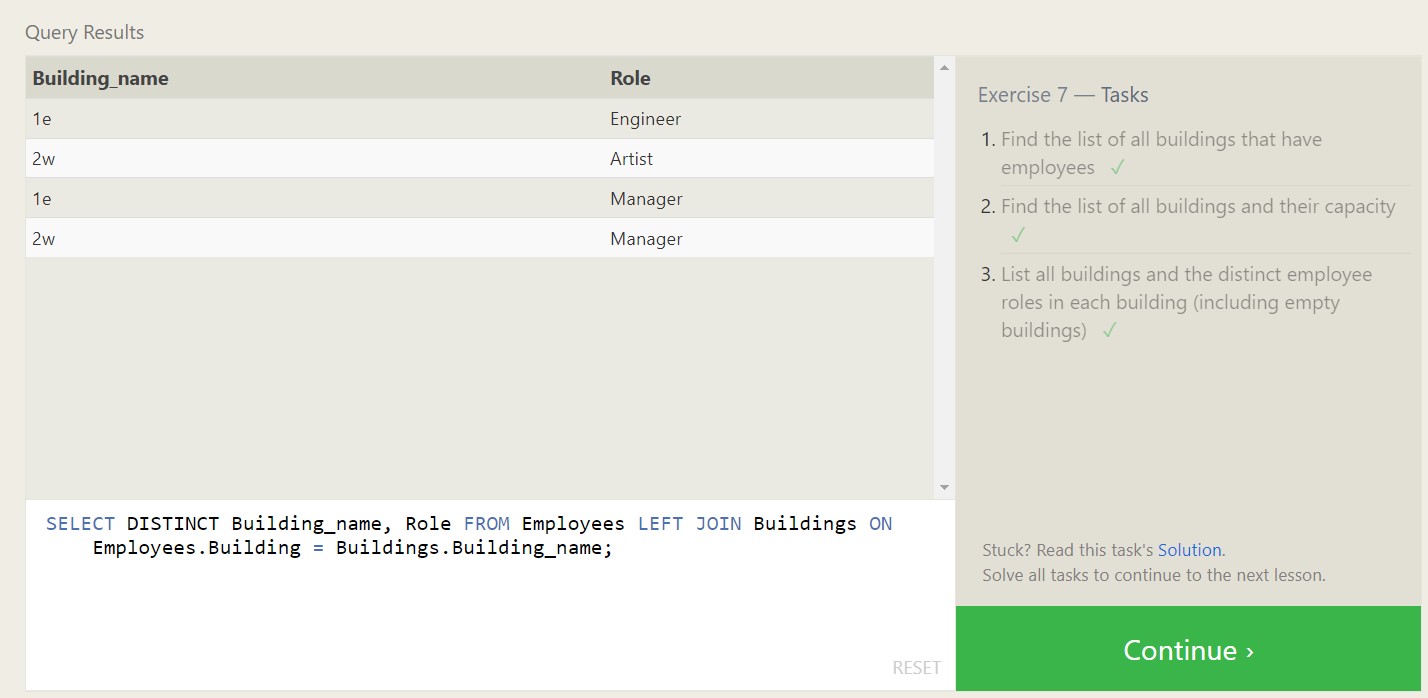 Query Results
Building_name Role
1e Engineer
2w Artist
1e Manager
2w Manager
SELECT DISTINCT Building_name, Role FROM Employees LEFT JOIN Buildings ON
Employees.Building = Buildings.Building_name;
RESET
Exercise 7 — Tasks
1. Find the list of all buildings that have
employees ✓
2. Find the list of all buildings and their capacity
✓
3. List all buildings and the distinct employee
roles in each building (including empty
buildings) ✓
Stuck? Read this task's Solution.
Solve all tasks to continue to the next lesson.
Continue ›